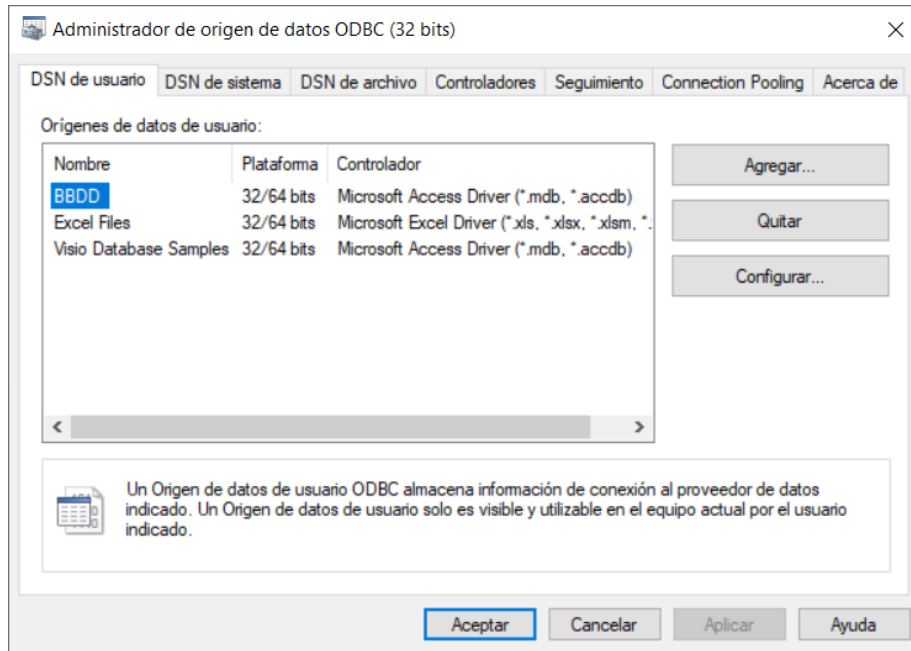 Administrador de origen de datos ODBC (32 bits)
DSN de usuario DSN de sistema DSN de archivo Controladores Seguimiento Connection Pooling Acerca de
Orígenes de datos de usuario:
Nombre Plataforma Controlador
BBDD 32/64 bits Microsoft Access Driver (*.mdb, *.accdb)
Excel Files 32/64 bits Microsoft Excel Driver (*.xls, *.xlsx, *.xlsm, *.
Visio Database Samples 32/64 bits Microsoft Access Driver (*.mdb, *.accdb)
Agregar...
Quitar
Configurar...
Un Origen de datos de usuario ODBC almacena información de conexión al proveedor de datos
indicado. Un Origen de datos de usuario solo es visible y utilizable en el equipo actual por el usuario
indicado.
Aceptar Cancelar Aplicar Ayuda